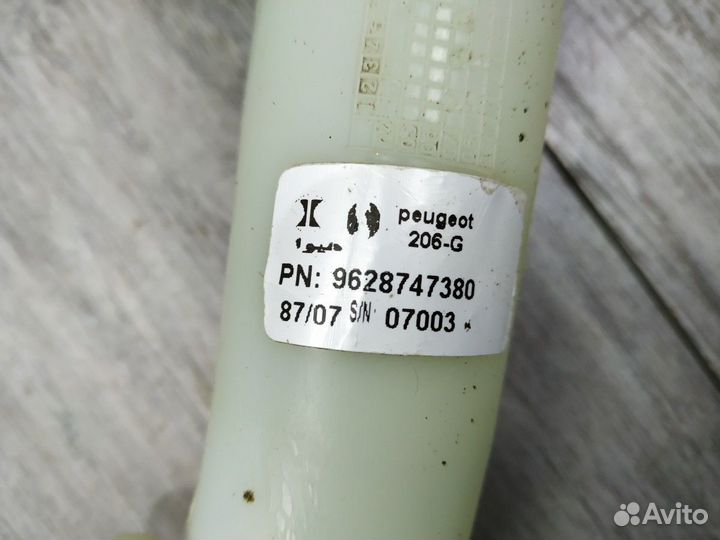 peugeot
206-G
PN: 9628747380
87/07 S/N 07003
Avito